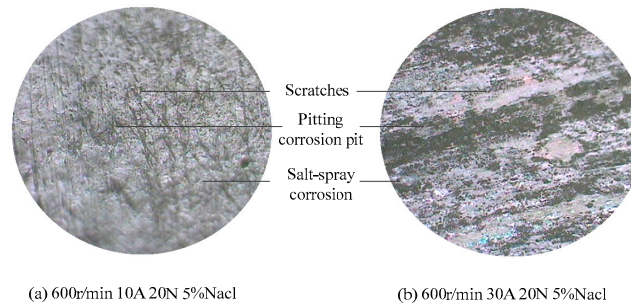 Scratches
Pitting
corrosion pit
Salt-spray
corrosion
(a) 600r/min 10A 20N 5%Nacl
(b) 600r/min 30A 20N 5%Nacl